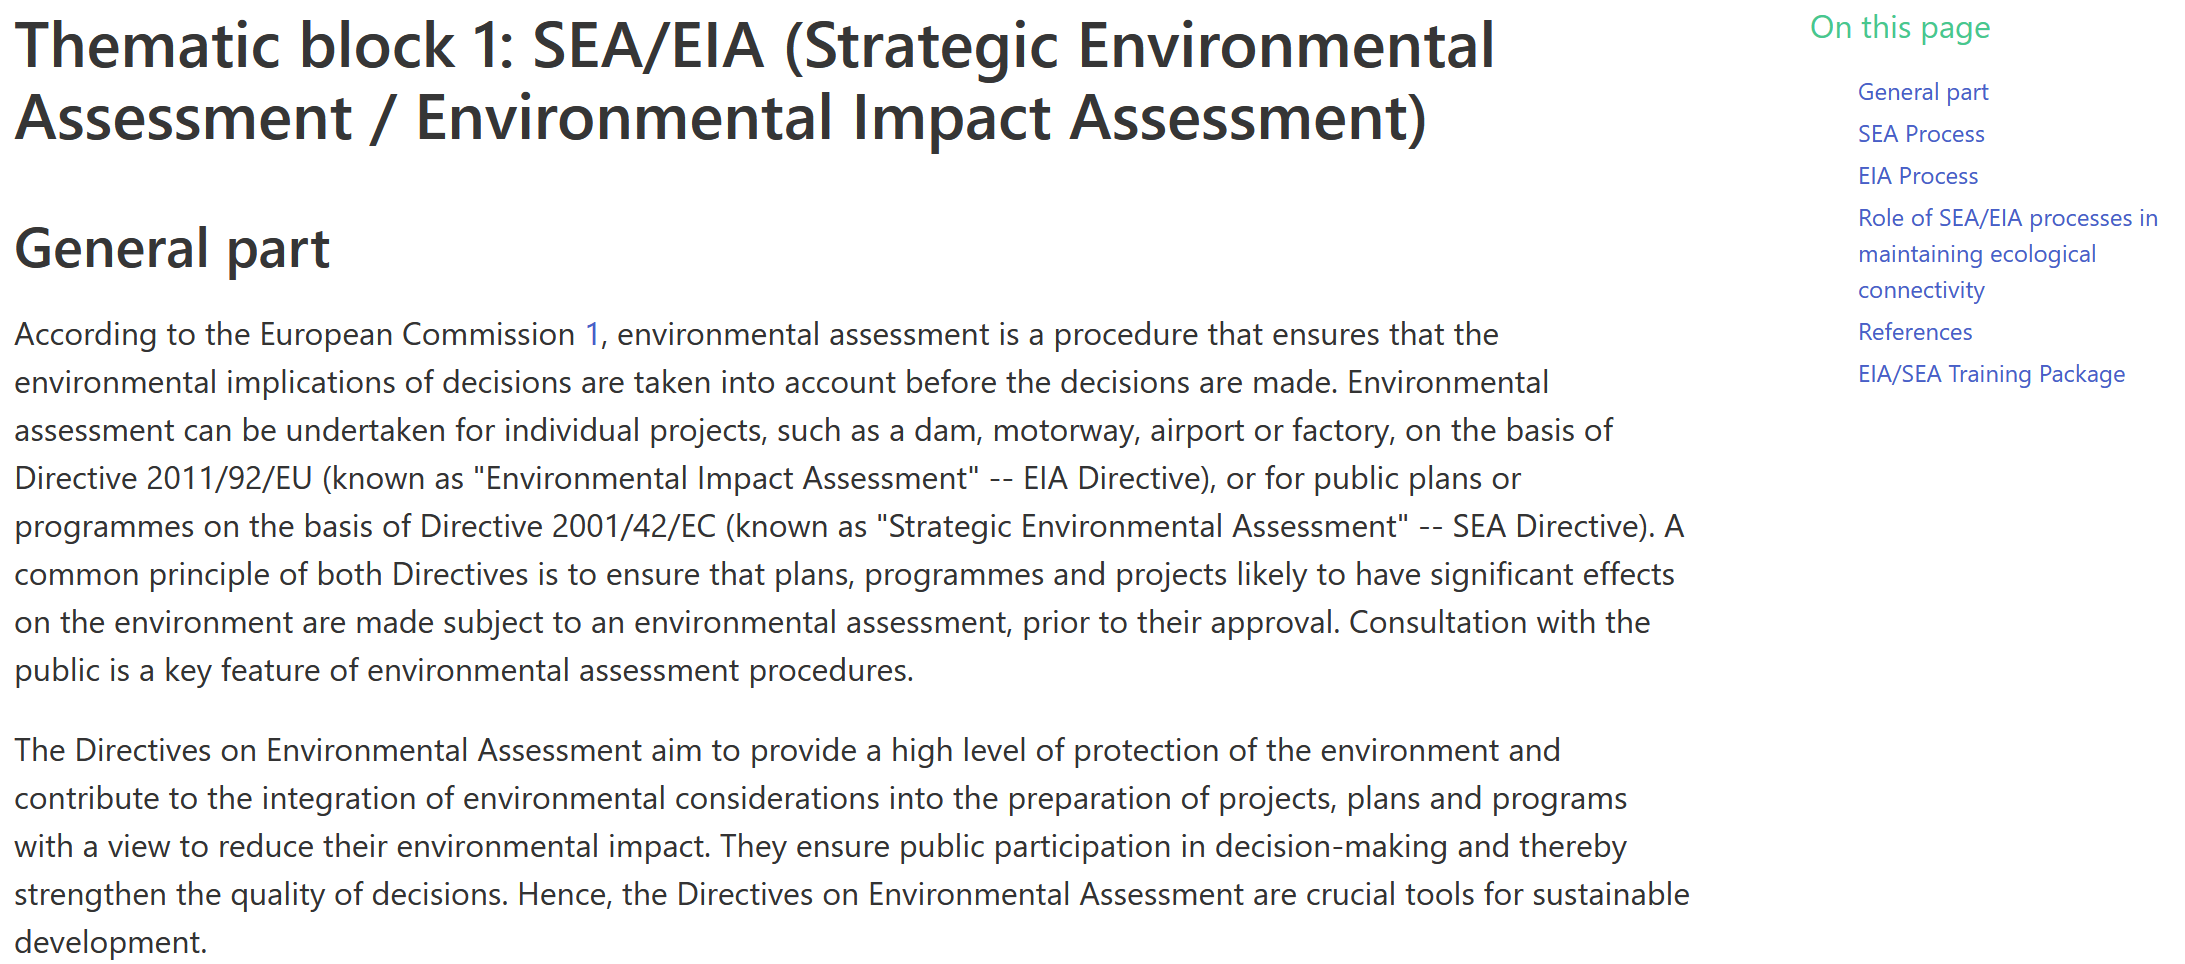 Thematic block 1: SEA/EIA (Strategic Environmental
Assessment / Environmental Impact Assessment)
General part
According to the European Commission 1, environmental assessment is a procedure that ensures that the
environmental implications of decisions are taken into account before the decisions are made. Environmental
assessment can be undertaken for individual projects, such as a dam, motorway, airport or factory, on the basis of
Directive 2011/92/EU (known as "Environmental Impact Assessment" -- EIA Directive), or for public plans or
programmes on the basis of Directive 2001/42/EC (known as "Strategic Environmental Assessment" -- SEA Directive). A
common principle of both Directives is to ensure that plans, programmes and projects likely to have significant effects
on the environment are made subject to an environmental assessment, prior to their approval. Consultation with the
public is a key feature of environmental assessment procedures.
The Directives on Environmental Assessment aim to provide a high level of protection of the environment and
contribute to the integration of environmental considerations into the preparation of projects, plans and programs
with a view to reduce their environmental impact. They ensure public participation in decision-making and thereby
strengthen the quality of decisions. Hence, the Directives on Environmental Assessment are crucial tools for sustainable
development.
On this page
General part
SEA Process
EIA Process
Role of SEA/EIA processes in
maintaining ecological
connectivity
References
EIA/SEA Training Package